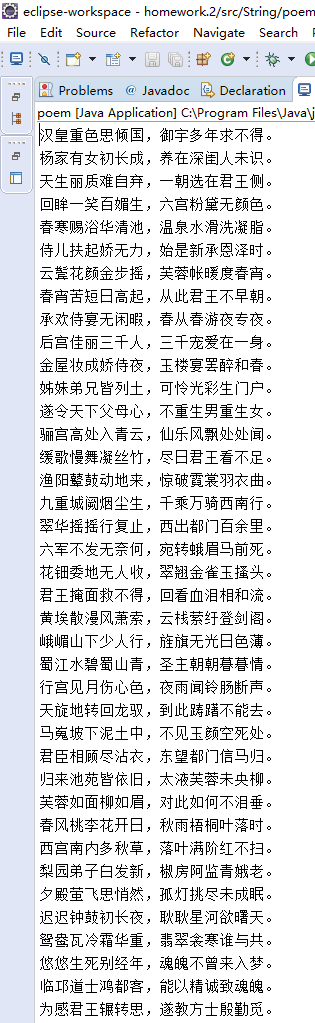 eclipse-workspace - homework.2/src/String/poem
File Edit Source Refactor Navigate Search
Problems @ Javadoc Declaration
poem [Java Application] C:\Program Files\Java\j
汉皇重色思倾国，御宇多年求不得。
杨家有女初长成，养在深闺人未识。
天生丽质难自弃，一朝选在君王侧。
回眸一笑百媚生，六宫粉黛无颜色。
春寒赐浴华清池，温泉水滑洗凝脂。
侍儿扶起娇无力，始是新承恩泽时。
云鬓花颜金步摇，芙蓉帐暖度春宵。
春宵苦短日高起，从此君王不早朝。
承欢侍宴无闲暇，春从春游夜专夜。
后宫佳丽三千人，三千宠爱在一身。
金屋妆成娇侍夜，玉楼宴罢醉和春。
姊妹弟兄皆列土，可怜光彩生门户。
遂令天下父母心，不重生男重生女。
骊宫高处入青云，仙乐风飘处处闻。
缓歌慢舞凝丝竹，尽日君王看不足。
渔阳鼙鼓动地来，惊破霓裳羽衣曲。
九重城阙烟尘生，千乘万骑西南行。
翠华摇摇行复止，西出都门百余里。
六军不发无奈何，宛转蛾眉马前死。
花钿委地无人收，翠翘金雀玉搔头。
君王掩面救不得，回看血泪相和流。
黄埃散漫风萧索，云栈萦纡登剑阁。
峨嵋山下少人行，旌旗无光日色薄。
蜀江水碧蜀山青，圣主朝朝暮暮情。
行宫见月伤心色，夜雨闻铃肠断声。
天旋地转回龙驭，到此踌躇不能去。
马嵬坡下泥土中，不见玉颜空死处。
君臣相顾尽沾衣，东望都门信马归。
归来池苑皆依旧，太液芙蓉未央柳。
芙蓉如面柳如眉，对此如何不泪垂。
春风桃李花开日，秋雨梧桐叶落时。
西宫南内多秋草，落叶满阶红不扫。
梨园弟子白发新，椒房阿监青娥老。
夕殿萤飞思悄然，孤灯挑尽未成眠。
迟迟钟鼓初长夜，耿耿星河欲曙天。
鸳鸯瓦冷霜华重，翡翠衾寒谁与共。
悠悠生死别经年，魂魄不曾来入梦。
临邛道士鸿都客，能以精诚致魂魄。
为感君王辗转思，遂教方士殷勤觅。